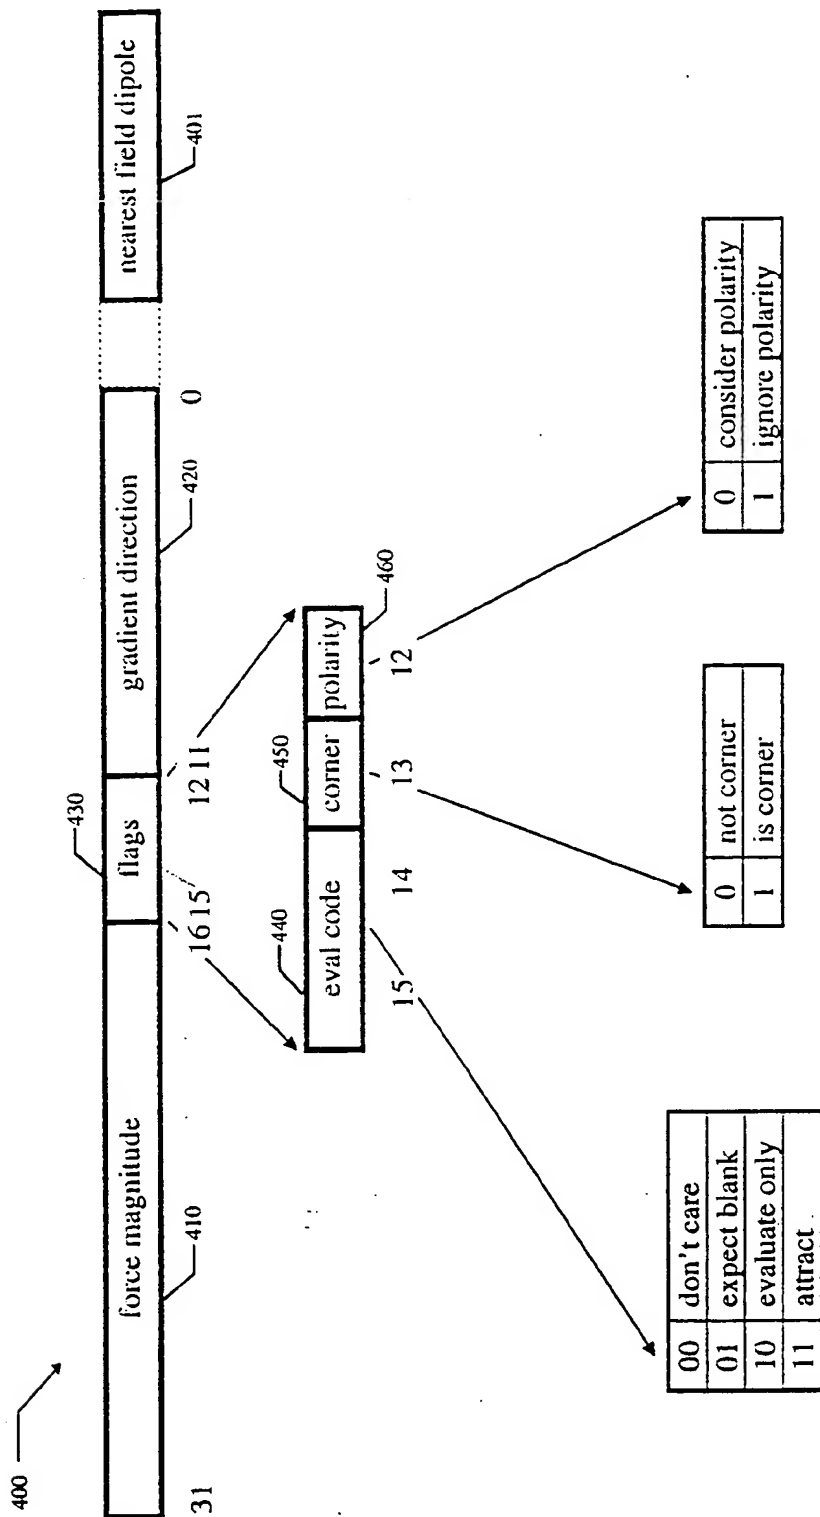 400
430
force magnitude
flags
gradient direction
nearest field dipole
410
420
401
31
16 15
12 11
0
440
450
eval code
corner
polarity
460
15
14
13
12
00 don't care
01 expect blank
10 evaluate only
11 attract
0 not corner
1 is corner
0 consider polarity
1 ignore polarity